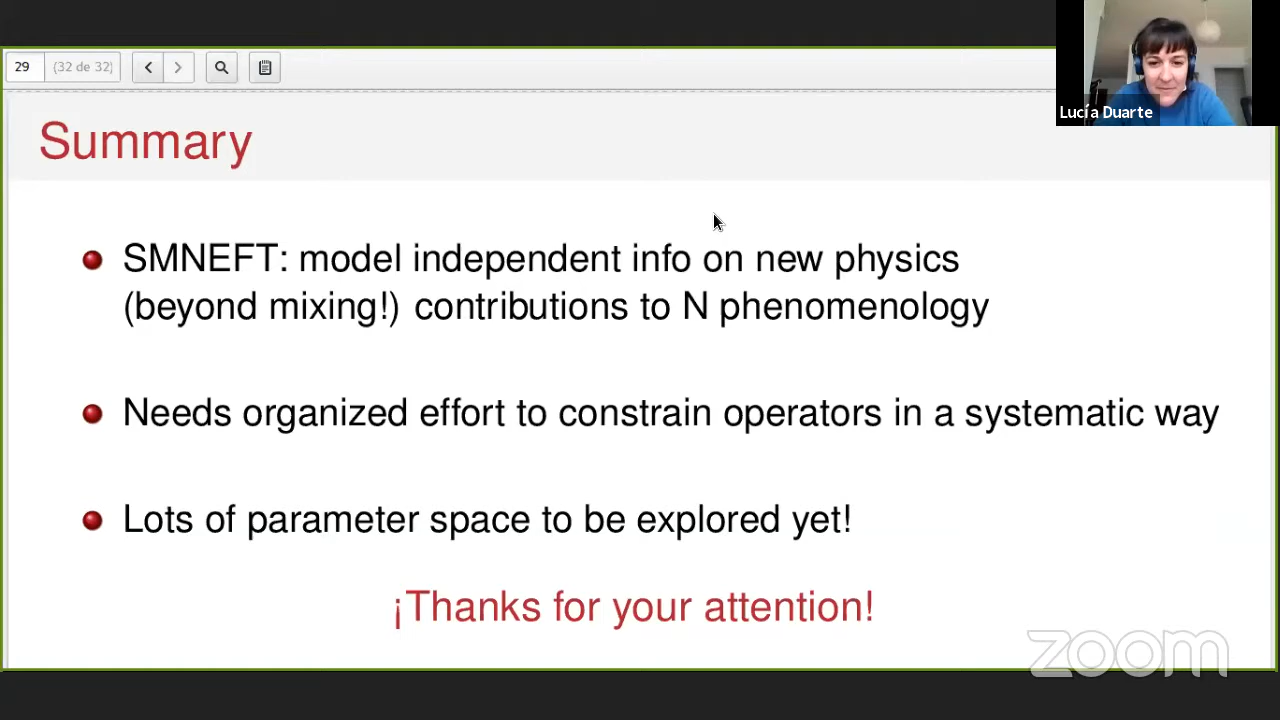 29 (32 de 32)
Lucía Duarte
Summary
SMNEFT: model independent info on new physics
(beyond mixing!) contributions to N phenomenology
Needs organized effort to constrain operators in a systematic way
Lots of parameter space to be explored yet!
¡Thanks for your attention!
zoom